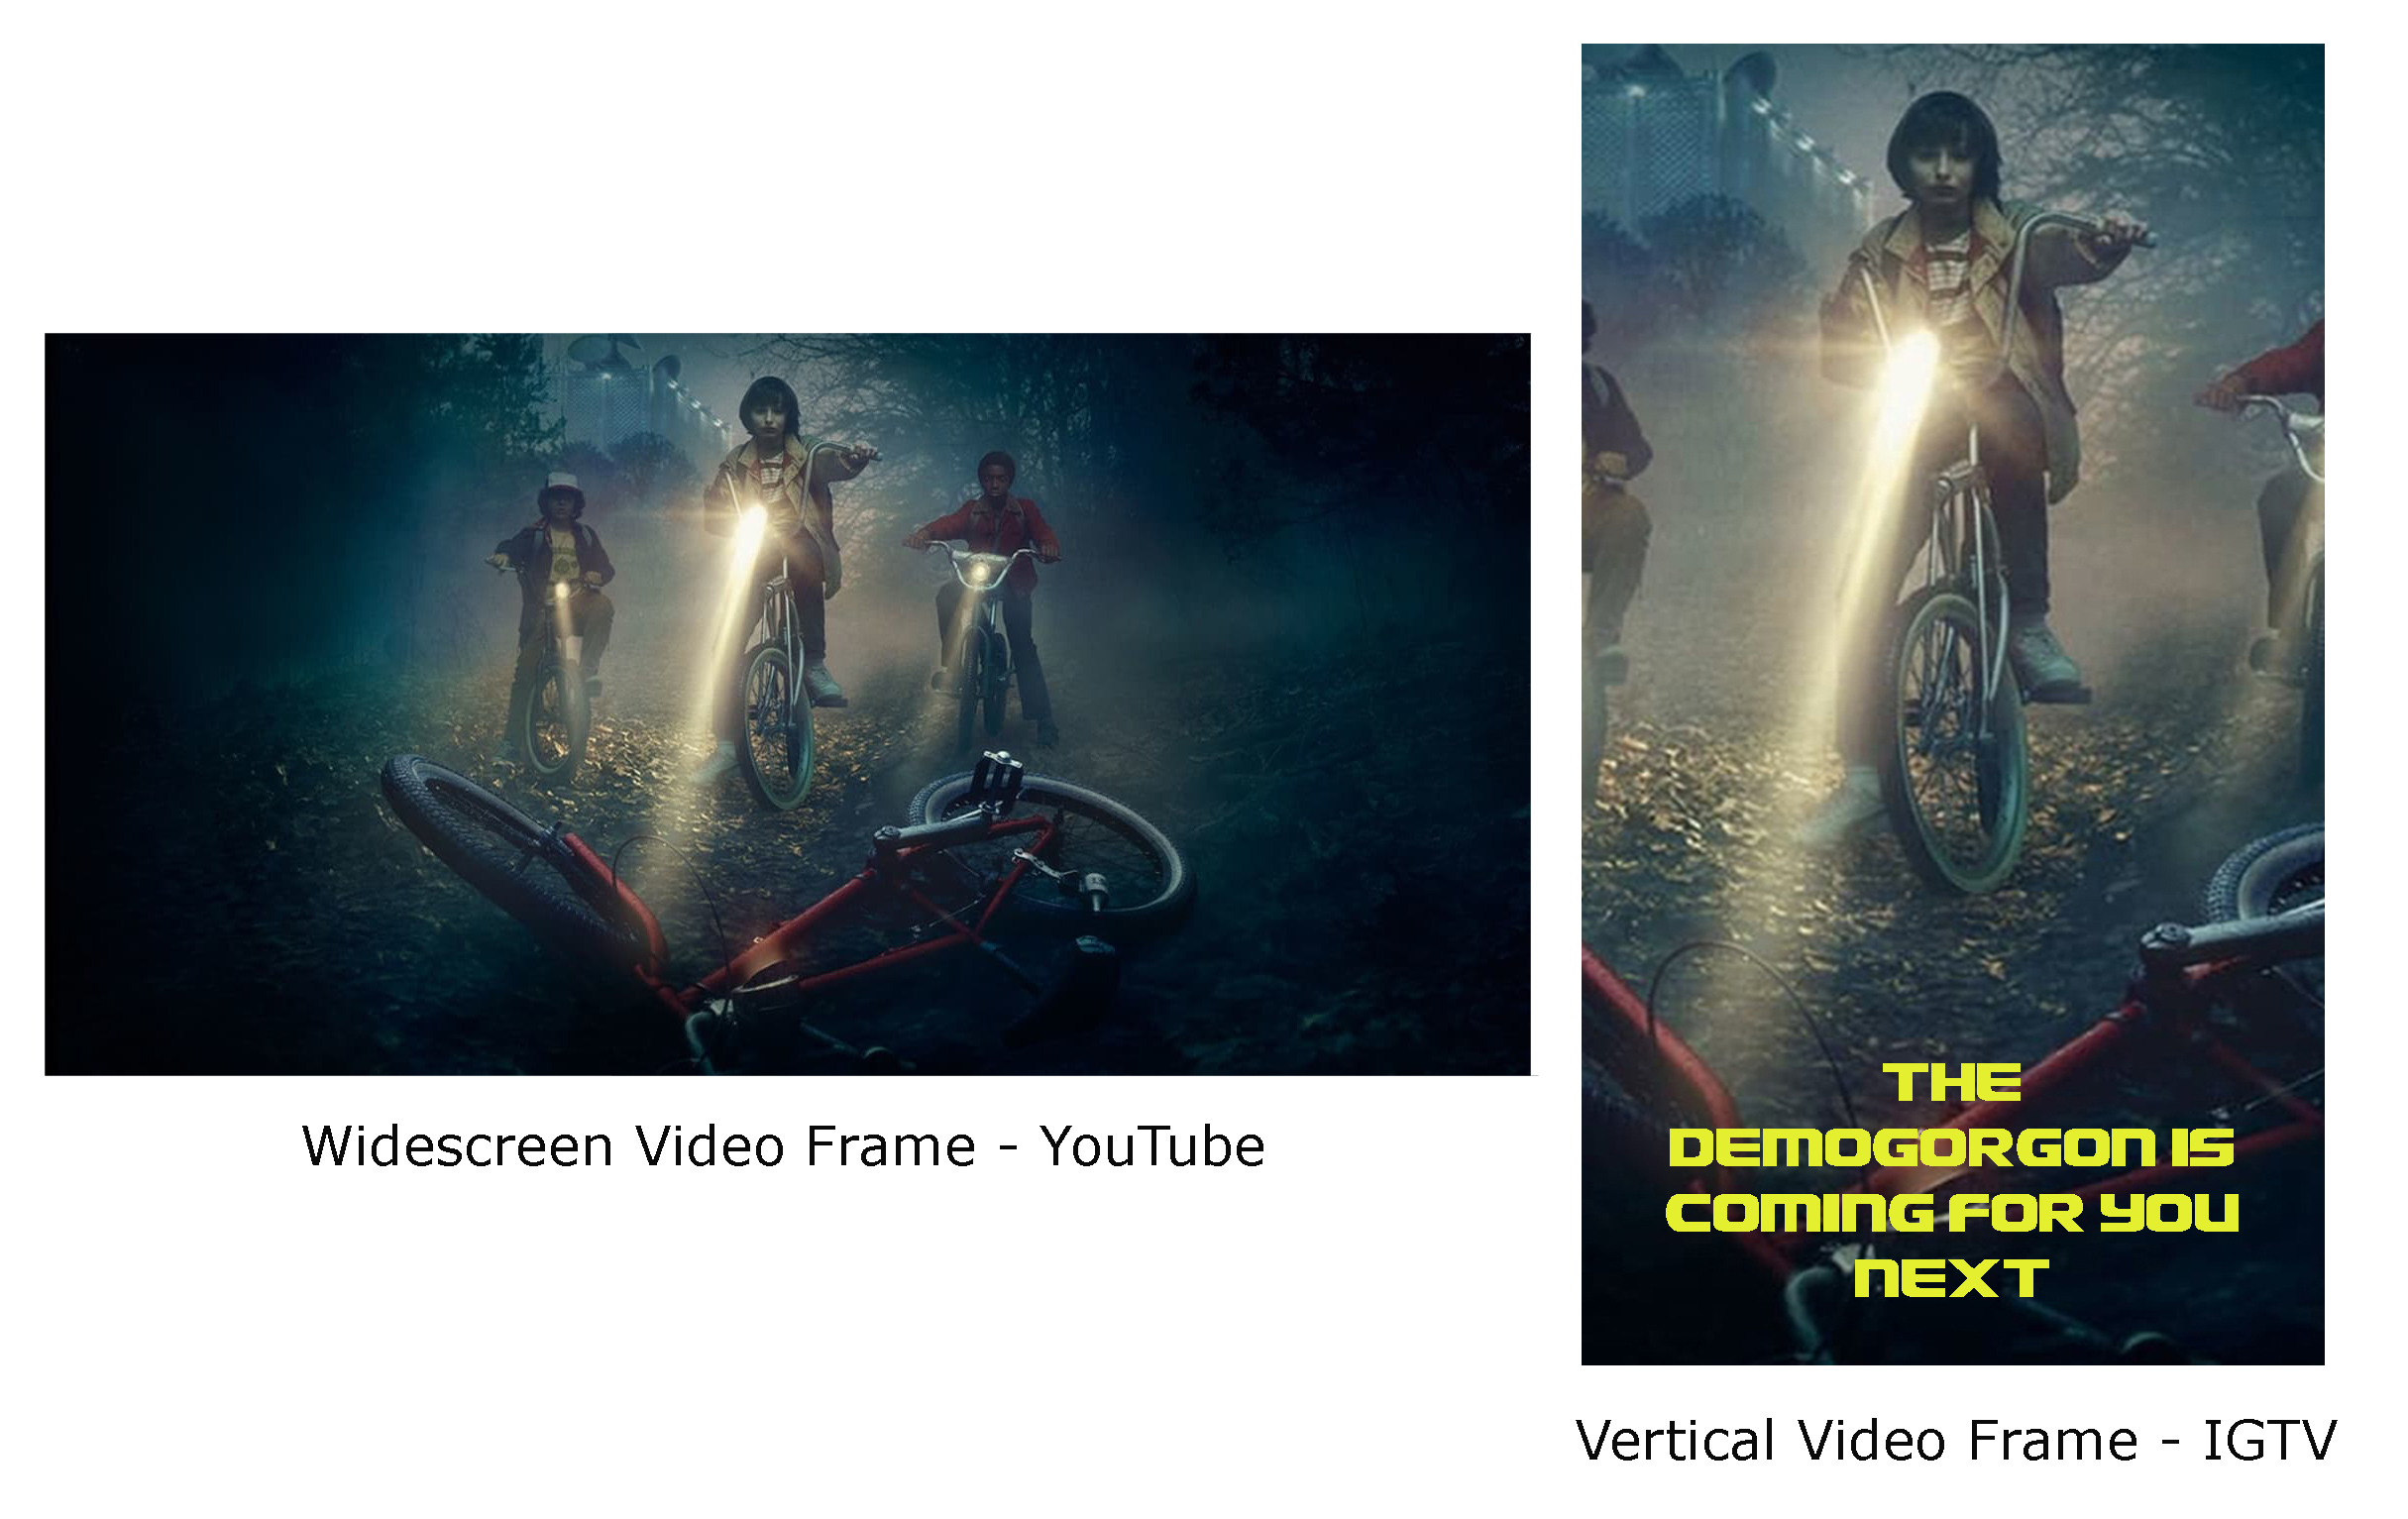 Widescreen Video Frame - YouTube
THE
DEMOGORGON IS
COMING FOR YOU
NEXT
Vertical Video Frame - IGTV